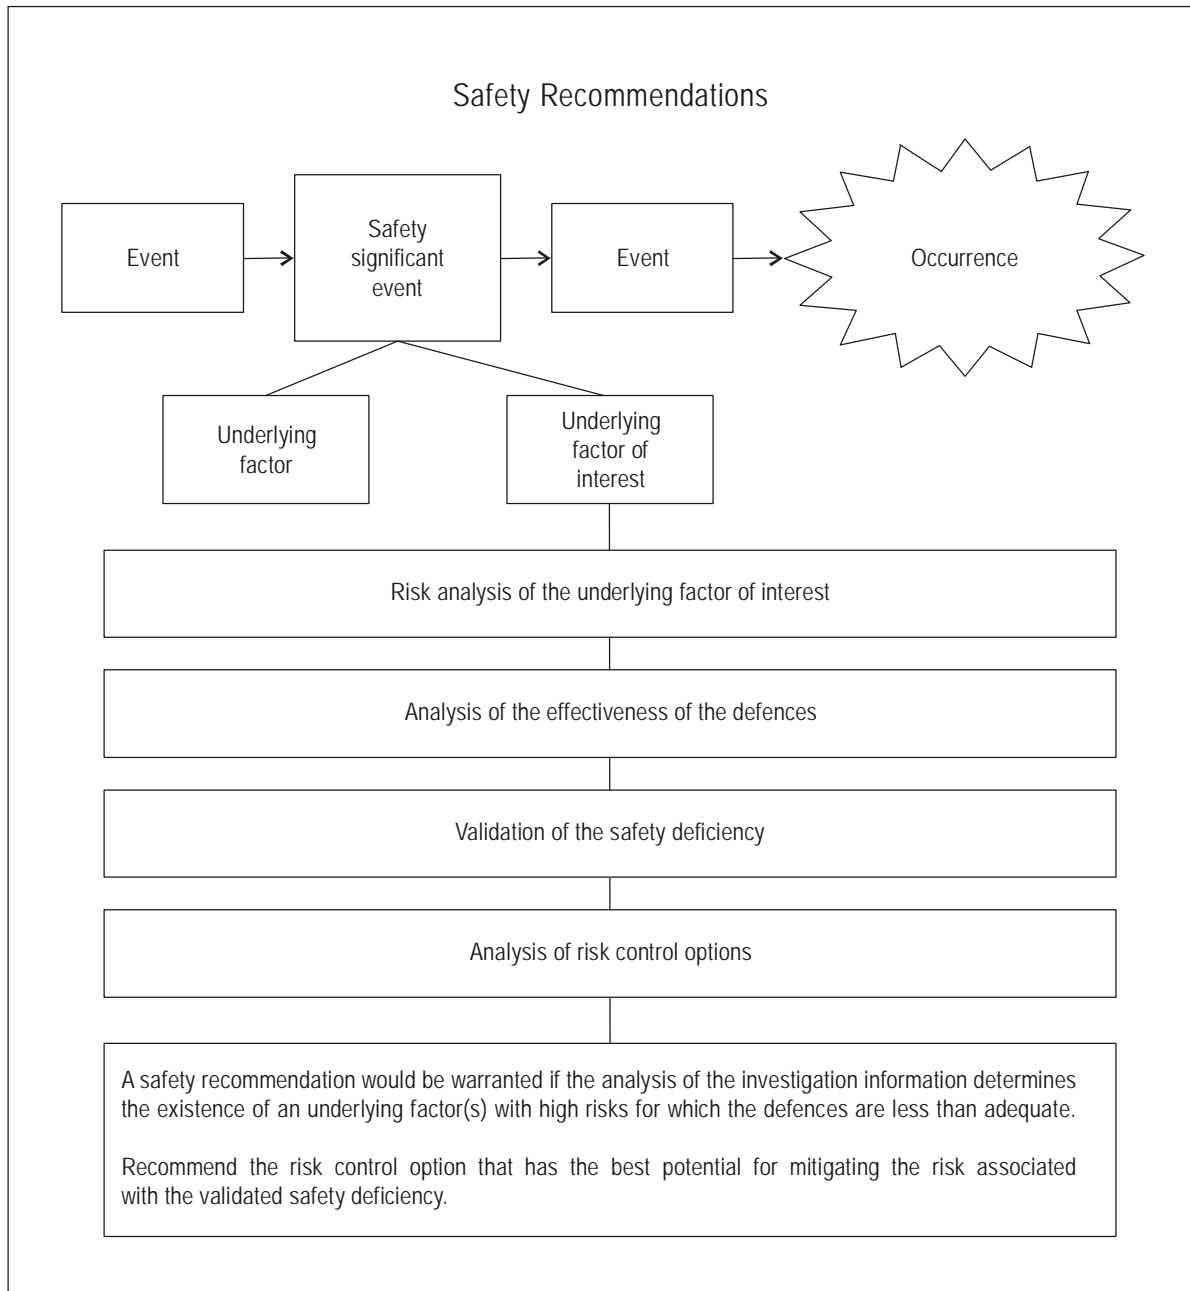 Safety Recommendations
Event
Safety
significant
event
Event
Occurrence
Underlying
factor
Underlying
factor of
interest
Risk analysis of the underlying factor of interest
Analysis of the effectiveness of the defences
Validation of the safety deficiency
Analysis of risk control options
A safety recommendation would be warranted if the analysis of the investigation information determines
the existence of an underlying factor(s) with high risks for which the defences are less than adequate.
Recommend the risk control option that has the best potential for mitigating the risk associated
with the validated safety deficiency.